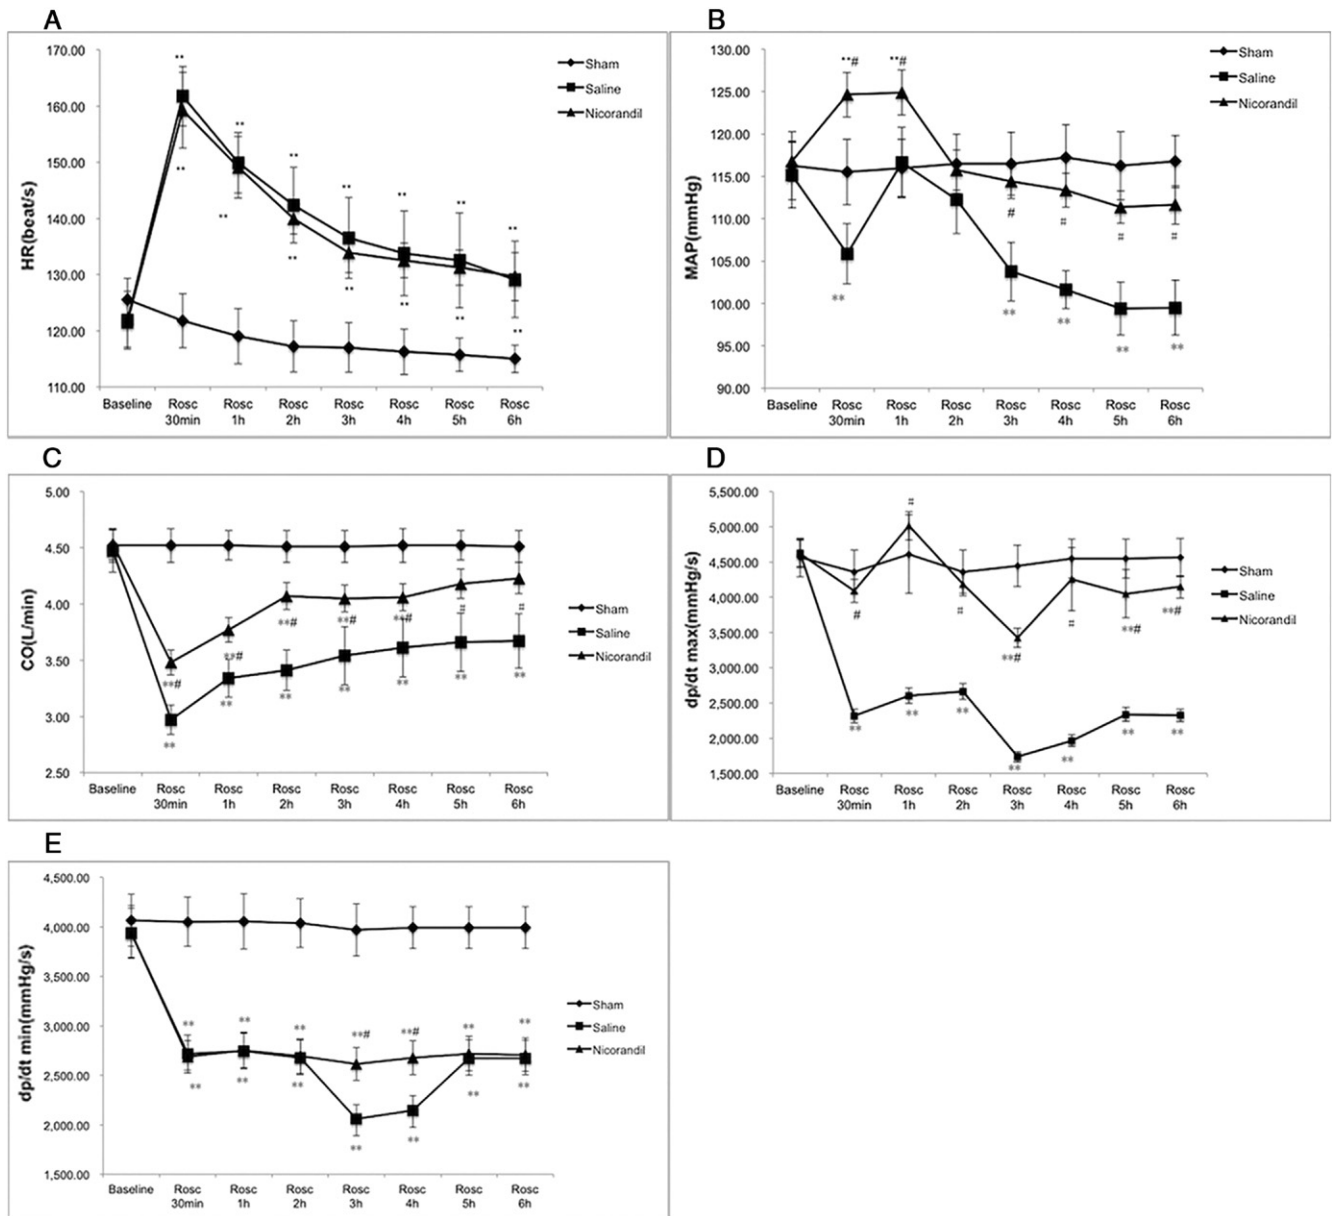 A
HR(beat/s)
170.00
160.00
150.00
140.00
130.00
120.00
110.00
** ** ** ** ** ** **
** ** ** ** ** ** **
Sham
Saline
Nicorandil
Baseline Rosc Rosc Rosc Rosc Rosc Rosc Rosc
30min 1h 2h 3h 4h 5h 6h
B
MAP(mmHg)
130.00
125.00
120.00
115.00
110.00
105.00
100.00
95.00
90.00
**# **#
# # # #
** ** ** ** **
Sham
Saline
Nicorandil
Baseline Rosc Rosc Rosc Rosc Rosc Rosc Rosc
30min 1h 2h 3h 4h 5h 6h
C
CO(L/min)
5.00
4.50
4.00
3.50
3.00
2.50
**# **# **# **# **# # #
** ** ** ** ** ** **
Sham
Saline
Nicorandil
Baseline Rosc Rosc Rosc Rosc Rosc Rosc Rosc
30min 1h 2h 3h 4h 5h 6h
D
dp/dt max(mmHg/s)
5,500.00
5,000.00
4,500.00
4,000.00
3,500.00
3,000.00
2,500.00
2,000.00
1,500.00
# # # **# # **# **#
** ** ** ** ** ** **
Sham
Saline
Nicorandil
Baseline Rosc Rosc Rosc Rosc Rosc Rosc Rosc
30min 1h 2h 3h 4h 5h 6h
E
dp/dt min(mmHg/s)
4,500.00
4,000.00
3,500.00
3,000.00
2,500.00
2,000.00
1,500.00
** ** ** **# **# ** **
** ** ** ** ** ** **
Sham
Saline
Nicorandil
Baseline Rosc Rosc Rosc Rosc Rosc Rosc Rosc
30min 1h 2h 3h 4h 5h 6h